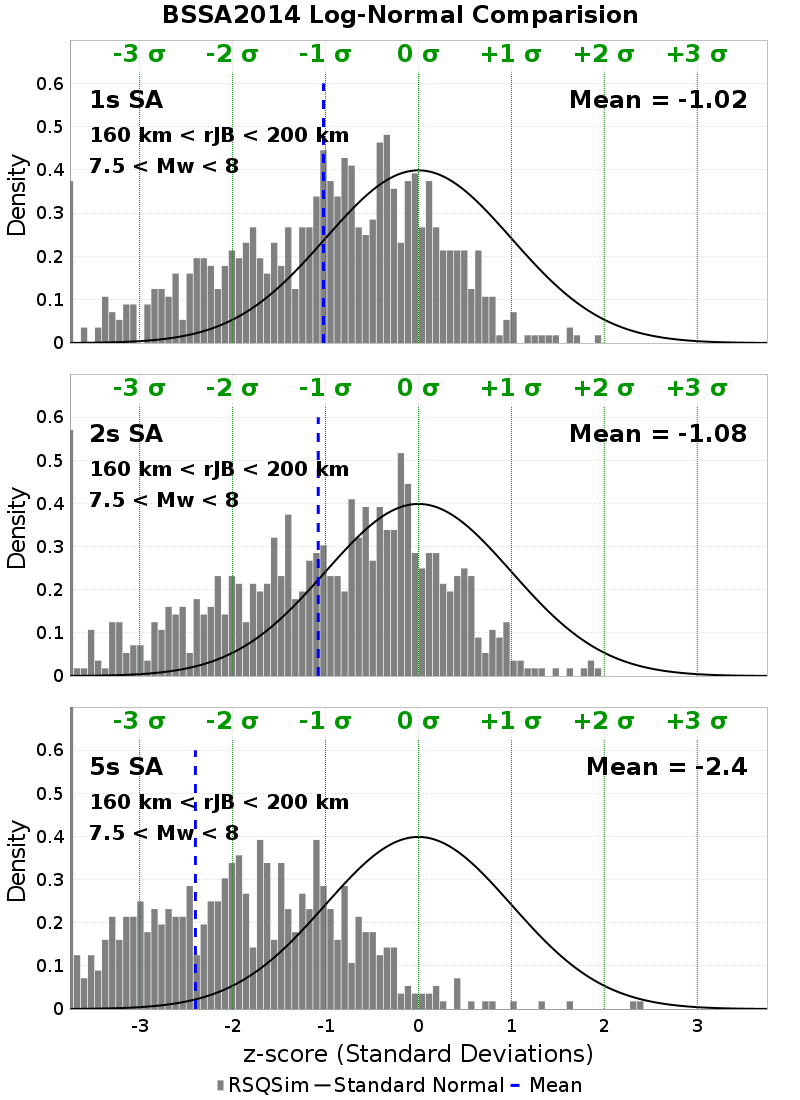 BSSA2014 Log-Normal Comparision
-3 σ -2 σ -1 σ 0 σ +1 σ +2 σ +3 σ
1s SA Mean = -1.02
160 km < rJB < 200 km
7.5 < Mw < 8
Density
0.6
0.5
0.4
0.3
0.2
0.1
0
-3 σ -2 σ -1 σ 0 σ +1 σ +2 σ +3 σ
2s SA Mean = -1.08
160 km < rJB < 200 km
7.5 < Mw < 8
Density
0.6
0.5
0.4
0.3
0.2
0.1
0
-3 σ -2 σ -1 σ 0 σ +1 σ +2 σ +3 σ
5s SA Mean = -2.4
160 km < rJB < 200 km
7.5 < Mw < 8
Density
0.6
0.5
0.4
0.3
0.2
0.1
0
-3 -2 -1 0 1 2 3
z-score (Standard Deviations)
RSQSim Standard Normal Mean